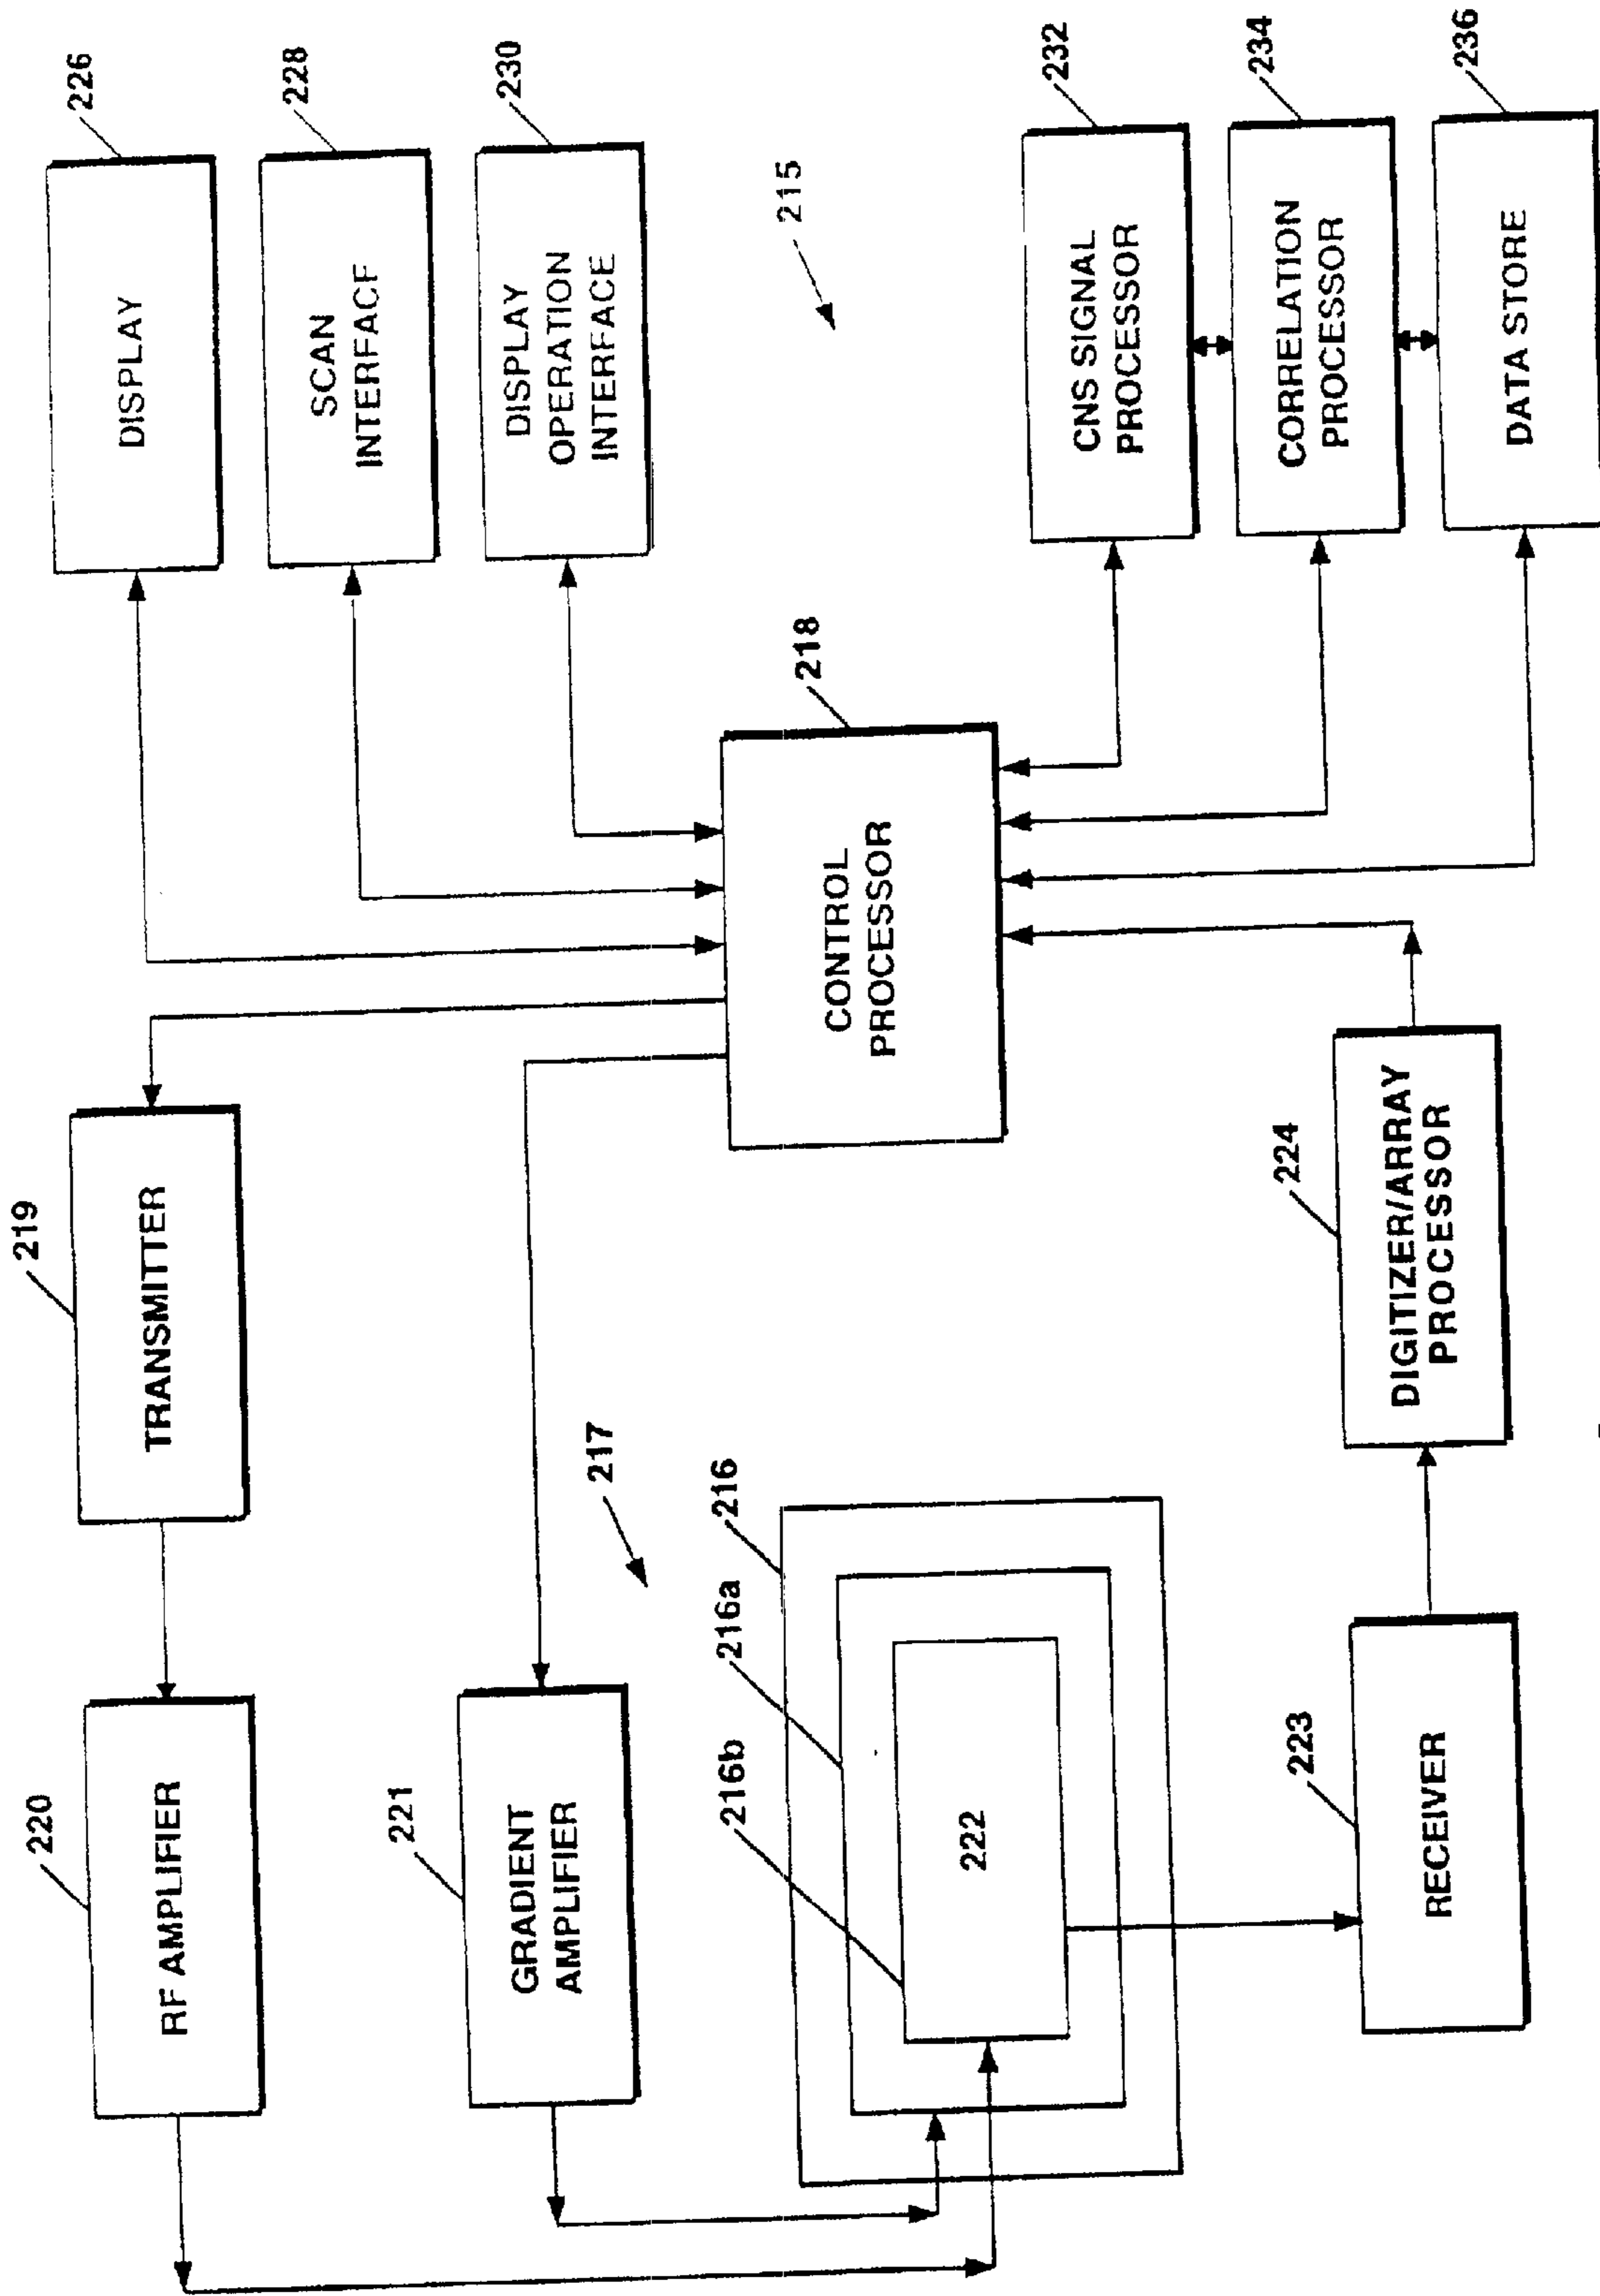 220
RF AMPLIFIER
219
TRANSMITTER
226
DISPLAY
228
SCAN
INTERFACE
230
DISPLAY
OPERATION
INTERFACE
221
GRADIENT
AMPLIFIER
217
215
218
CONTROL
PROCESSOR
216
216a
216b
222
232
CNS SIGNAL
PROCESSOR
234
CORRELATION
PROCESSOR
236
DATA STORE
223
RECEIVER
224
DIGITIZER/ARRAY
PROCESSOR